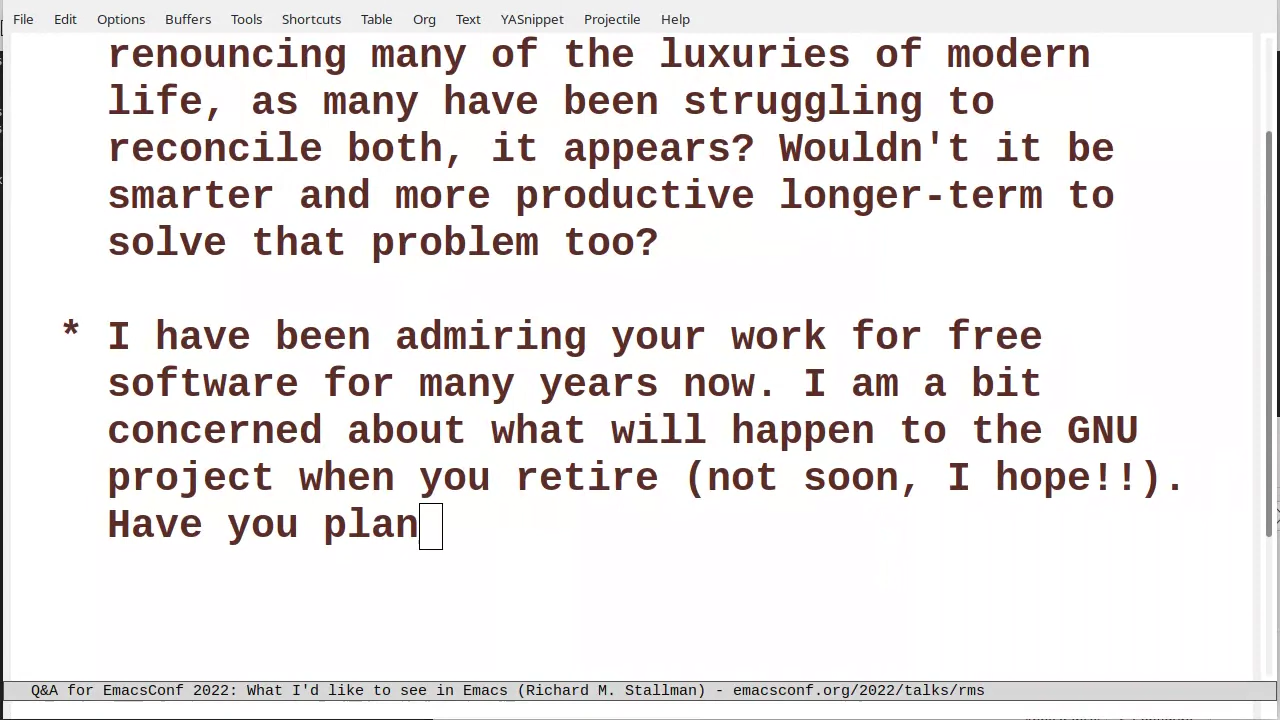 File Edit Options Buffers Tools Shortcuts Table Org Text YASnippet Projectile Help
renouncing many of the luxuries of modern
life, as many have been struggling to
reconcile both, it appears? Wouldn't it be
smarter and more productive longer-term to
solve that problem too?
* I have been admiring your work for free
software for many years now. I am a bit
concerned about what will happen to the GNU
project when you retire (not soon, I hope!!).
Have you plan
Q&A for EmacsConf 2022: What I'd like to see in Emacs (Richard M. Stallman) - emacsconf.org/2022/talks/rms